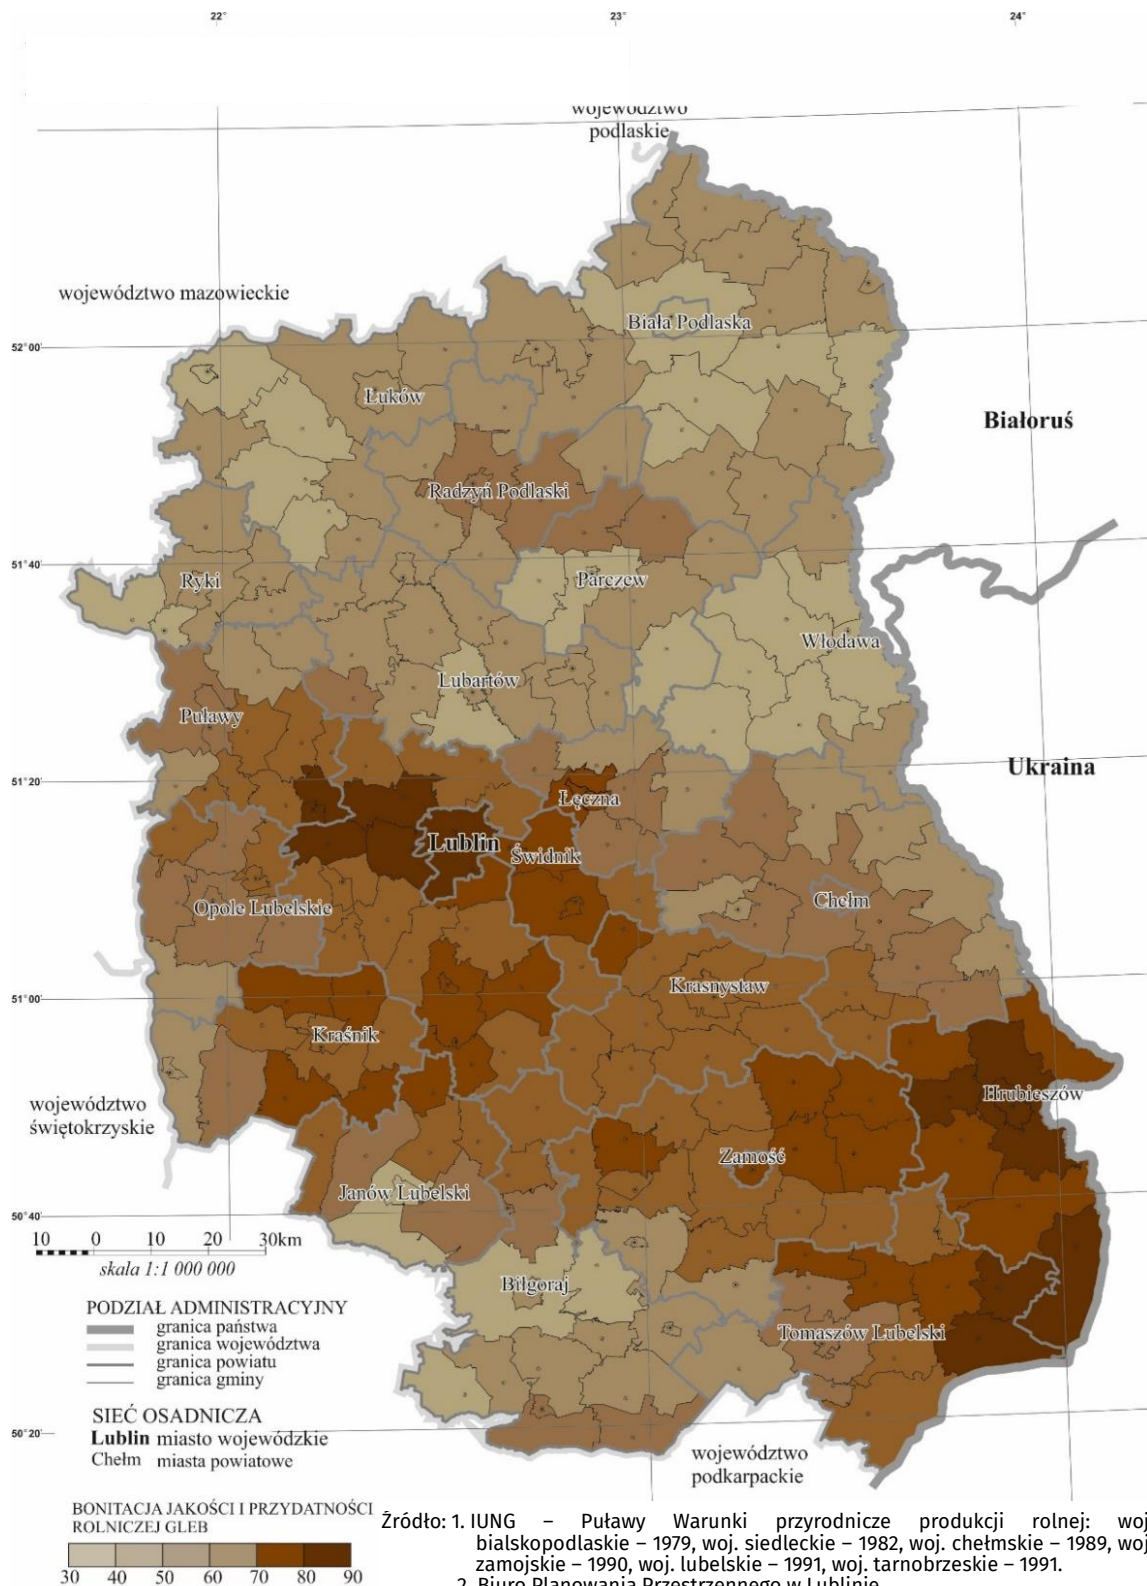 22°
23°
24°
województwo
podlaskie
województwo mazowieckie
Biała Podlaska
52°00'
Łuków
Białoruś
Radzyń Podlaski
51°40'
Ryki
Parczew
Włodawa
Lubartów
Puławy
51°20'
Ukraina
Łęczna
Lublin
Świdnik
Opole Lubelskie
Chełm
Krasnystaw
51°00'
Kraśnik
Hrubieszów
województwo
świętokrzyskie
Zamość
Janów Lubelski
50°40'
10 0 10 20 30km
skala 1:1 000 000
Biłgoraj
Tomaszów Lubelski
PODZIAŁ ADMINISTRACYJNY
granica państwa
granica województwa
granica powiatu
granica gminy
SIEĆ OSADNICZA
Lublin miasto wojewódzkie
Chełm miasta powiatowe
50°20'
województwo
podkarpackie
BONITACJA JAKOŚCI I PRZYDATNOŚCI
ROLNICZEJ GLEB
30 40 50 60 70 80 90
Źródło: 1. IUNG – Puławy Warunki przyrodnicze produkcji rolnej: woj
bialskopodlaskie – 1979, woj. siedleckie – 1982, woj. chełmskie – 1989, woj
zamojskie – 1990, woj. lubelskie – 1991, woj. tarnobrzeskie – 1991.
2. Biuro Planowania Przestrzennego w Lublinie